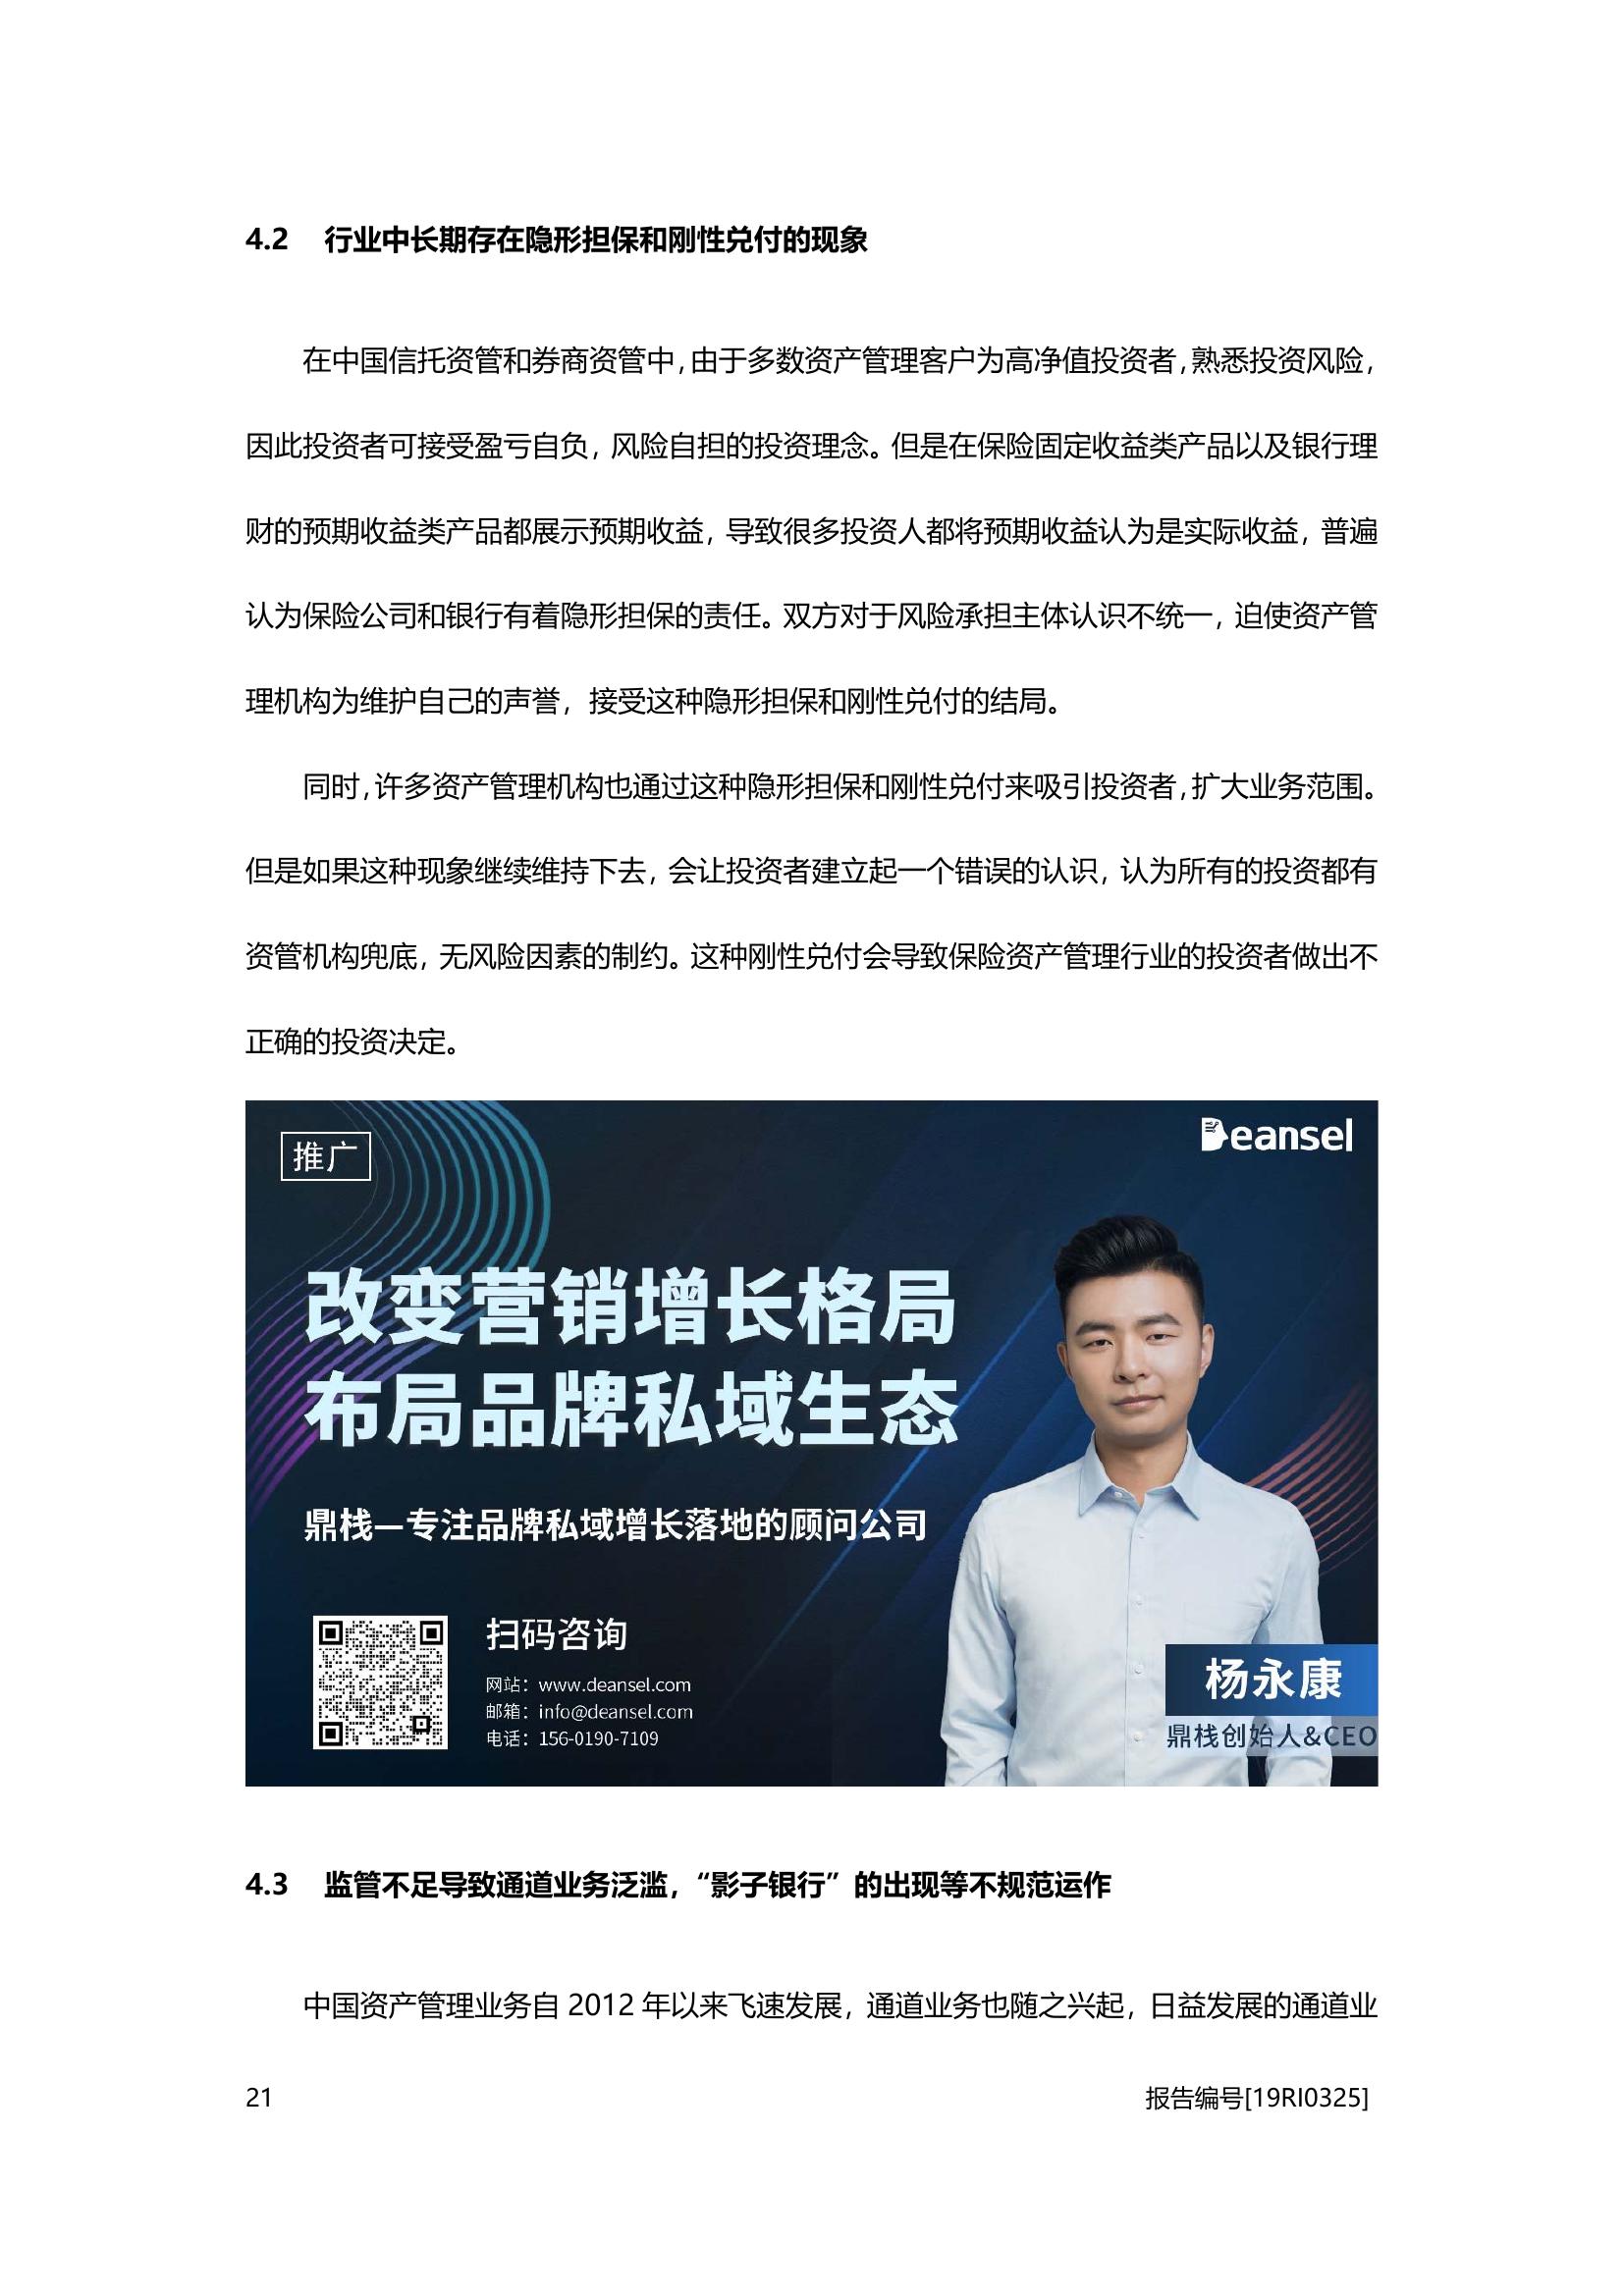 4.2 行业中长期存在隐形担保和刚性兑付的现象
在中国信托资管和券商资管中，由于多数资产管理客户为高净值投资者，熟悉投资风险，
因此投资者可接受盈亏自负，风险自担的投资理念。但是在保险固定收益类产品以及银行理
财的预期收益类产品都展示预期收益，导致很多投资人都将预期收益认为是实际收益，普遍
认为保险公司和银行有着隐形担保的责任。双方对于风险承担主体认识不统一，迫使资产管
理机构为维护自己的声誉，接受这种隐形担保和刚性兑付的结局。
同时，许多资产管理机构也通过这种隐形担保和刚性兑付来吸引投资者，扩大业务范围。
但是如果这种现象继续维持下去，会让投资者建立起一个错误的认识，认为所有的投资都有
资管机构兜底，无风险因素的制约。这种刚性兑付会导致保险资产管理行业的投资者做出不
正确的投资决定。
推广
Deansel
改变营销增长格局
布局品牌私域生态
鼎栈—专注品牌私域增长落地的顾问公司
扫码咨询
网站：www.deansel.com
邮箱：info@deansel.com
电话：156-0190-7109
杨永康
鼎栈创始人&CEO
4.3 监管不足导致通道业务泛滥，“影子银行”的出现等不规范运作
中国资产管理业务自 2012 年以来飞速发展，通道业务也随之兴起，日益发展的通道业
21
报告编号[19RI0325]